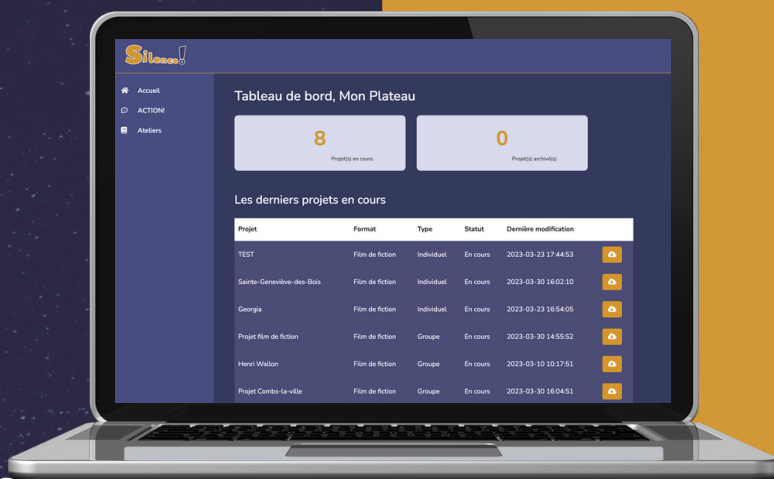 Silence!
Accueil
ACTION!
Ateliers
Tableau de bord, Mon Plateau
8
Projet(s) en cours
0
Projet(s) archivé(s)
Les derniers projets en cours
Projet Format Type Statut Dernière modification
TEST Film de fiction Individuel En cours 2023-03-23 17:44:53
Sainte-Geneviève-des-Bois Film de fiction Individuel En cours 2023-03-30 16:02:10
Georgia Film de fiction Individuel En cours 2023-03-23 16:54:05
Projet film de fiction Film de fiction Groupe En cours 2023-03-30 14:55:52
Henri Wallon Film de fiction Groupe En cours 2023-03-10 10:17:51
Projet Combs-la-ville Film de fiction Groupe En cours 2023-03-30 16:04:51